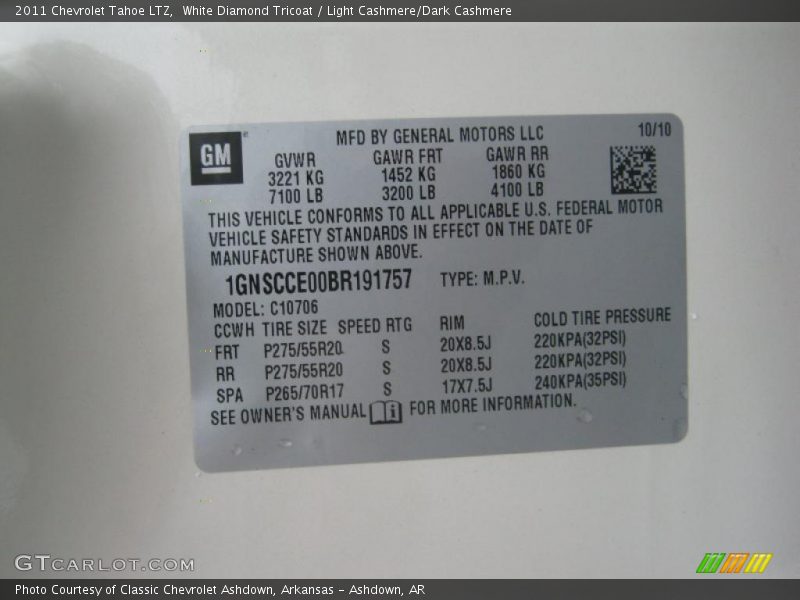 2011 Chevrolet Tahoe LTZ,  White Diamond Tricoat / Light Cashmere/Dark Cashmere
GM
MFD BY GENERAL MOTORS LLC 10/10
GVWR GAWR FRT GAWR RR
3221 KG 1452 KG 1860 KG
7100 LB 3200 LB 4100 LB
THIS VEHICLE CONFORMS TO ALL APPLICABLE U.S. FEDERAL MOTOR
VEHICLE SAFETY STANDARDS IN EFFECT ON THE DATE OF
MANUFACTURE SHOWN ABOVE.
1GNSCCE00BR191757 TYPE: M.P.V.
MODEL: C10706
CCWH TIRE SIZE SPEED RTG RIM COLD TIRE PRESSURE
FRT P275/55R20 S 20X8.5J 220KPA(32PSI)
RR P275/55R20 S 20X8.5J 220KPA(32PSI)
SPA P265/70R17 S 17X7.5J 240KPA(35PSI)
SEE OWNER'S MANUAL FOR MORE INFORMATION.
GTCARLOT.COM
Photo Courtesy of Classic Chevrolet Ashdown, Arkansas - Ashdown, AR